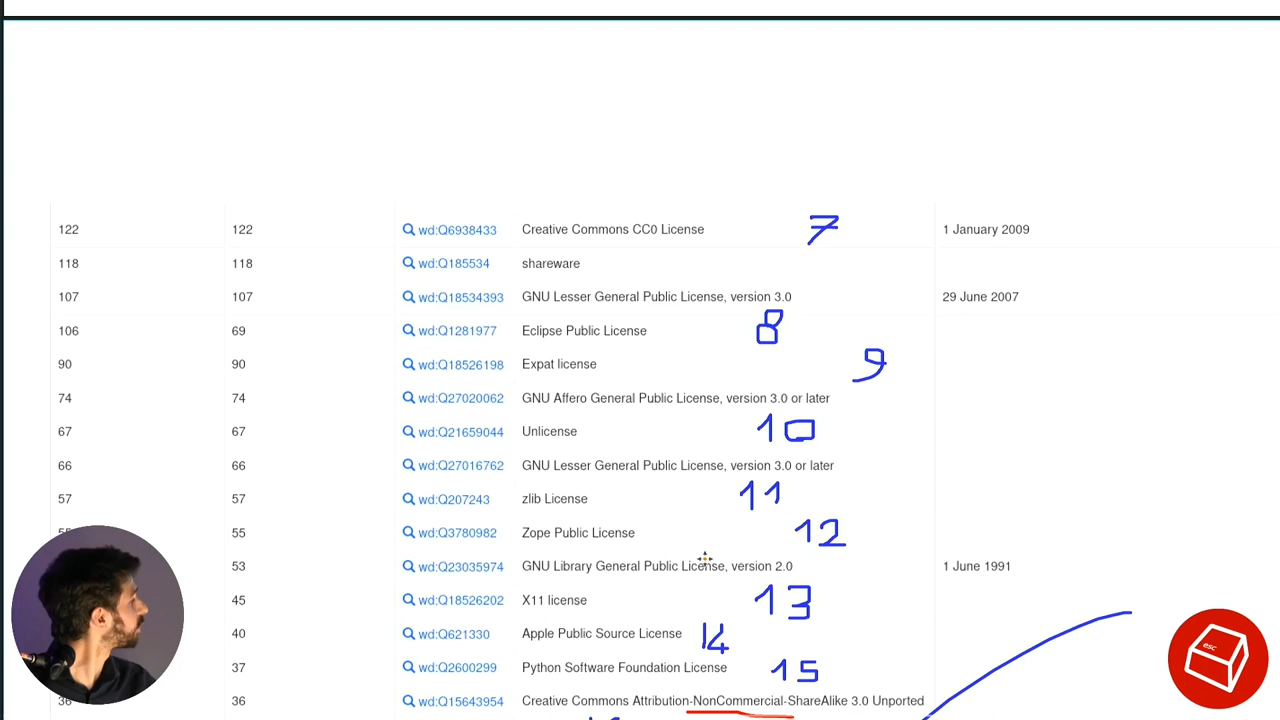 122 122 wd:Q6938433 Creative Commons CC0 License 7 1 January 2009
118 118 wd:Q185534 shareware
107 107 wd:Q18534393 GNU Lesser General Public License, version 3.0 29 June 2007
106 69 wd:Q1281977 Eclipse Public License 8
90 90 wd:Q18526198 Expat license 9
74 74 wd:Q27020062 GNU Affero General Public License, version 3.0 or later
67 67 wd:Q21659044 Unlicense 10
66 66 wd:Q27016762 GNU Lesser General Public License, version 3.0 or later
57 57 wd:Q207243 zlib License 11
55 wd:Q3780982 Zope Public License 12
53 wd:Q23035974 GNU Library General Public License, version 2.0 1 June 1991
45 wd:Q18526202 X11 license 13
40 wd:Q621330 Apple Public Source License 14
37 wd:Q2600299 Python Software Foundation License 15
36 wd:Q15643954 Creative Commons Attribution-NonCommercial-ShareAlike 3.0 Unported
esc